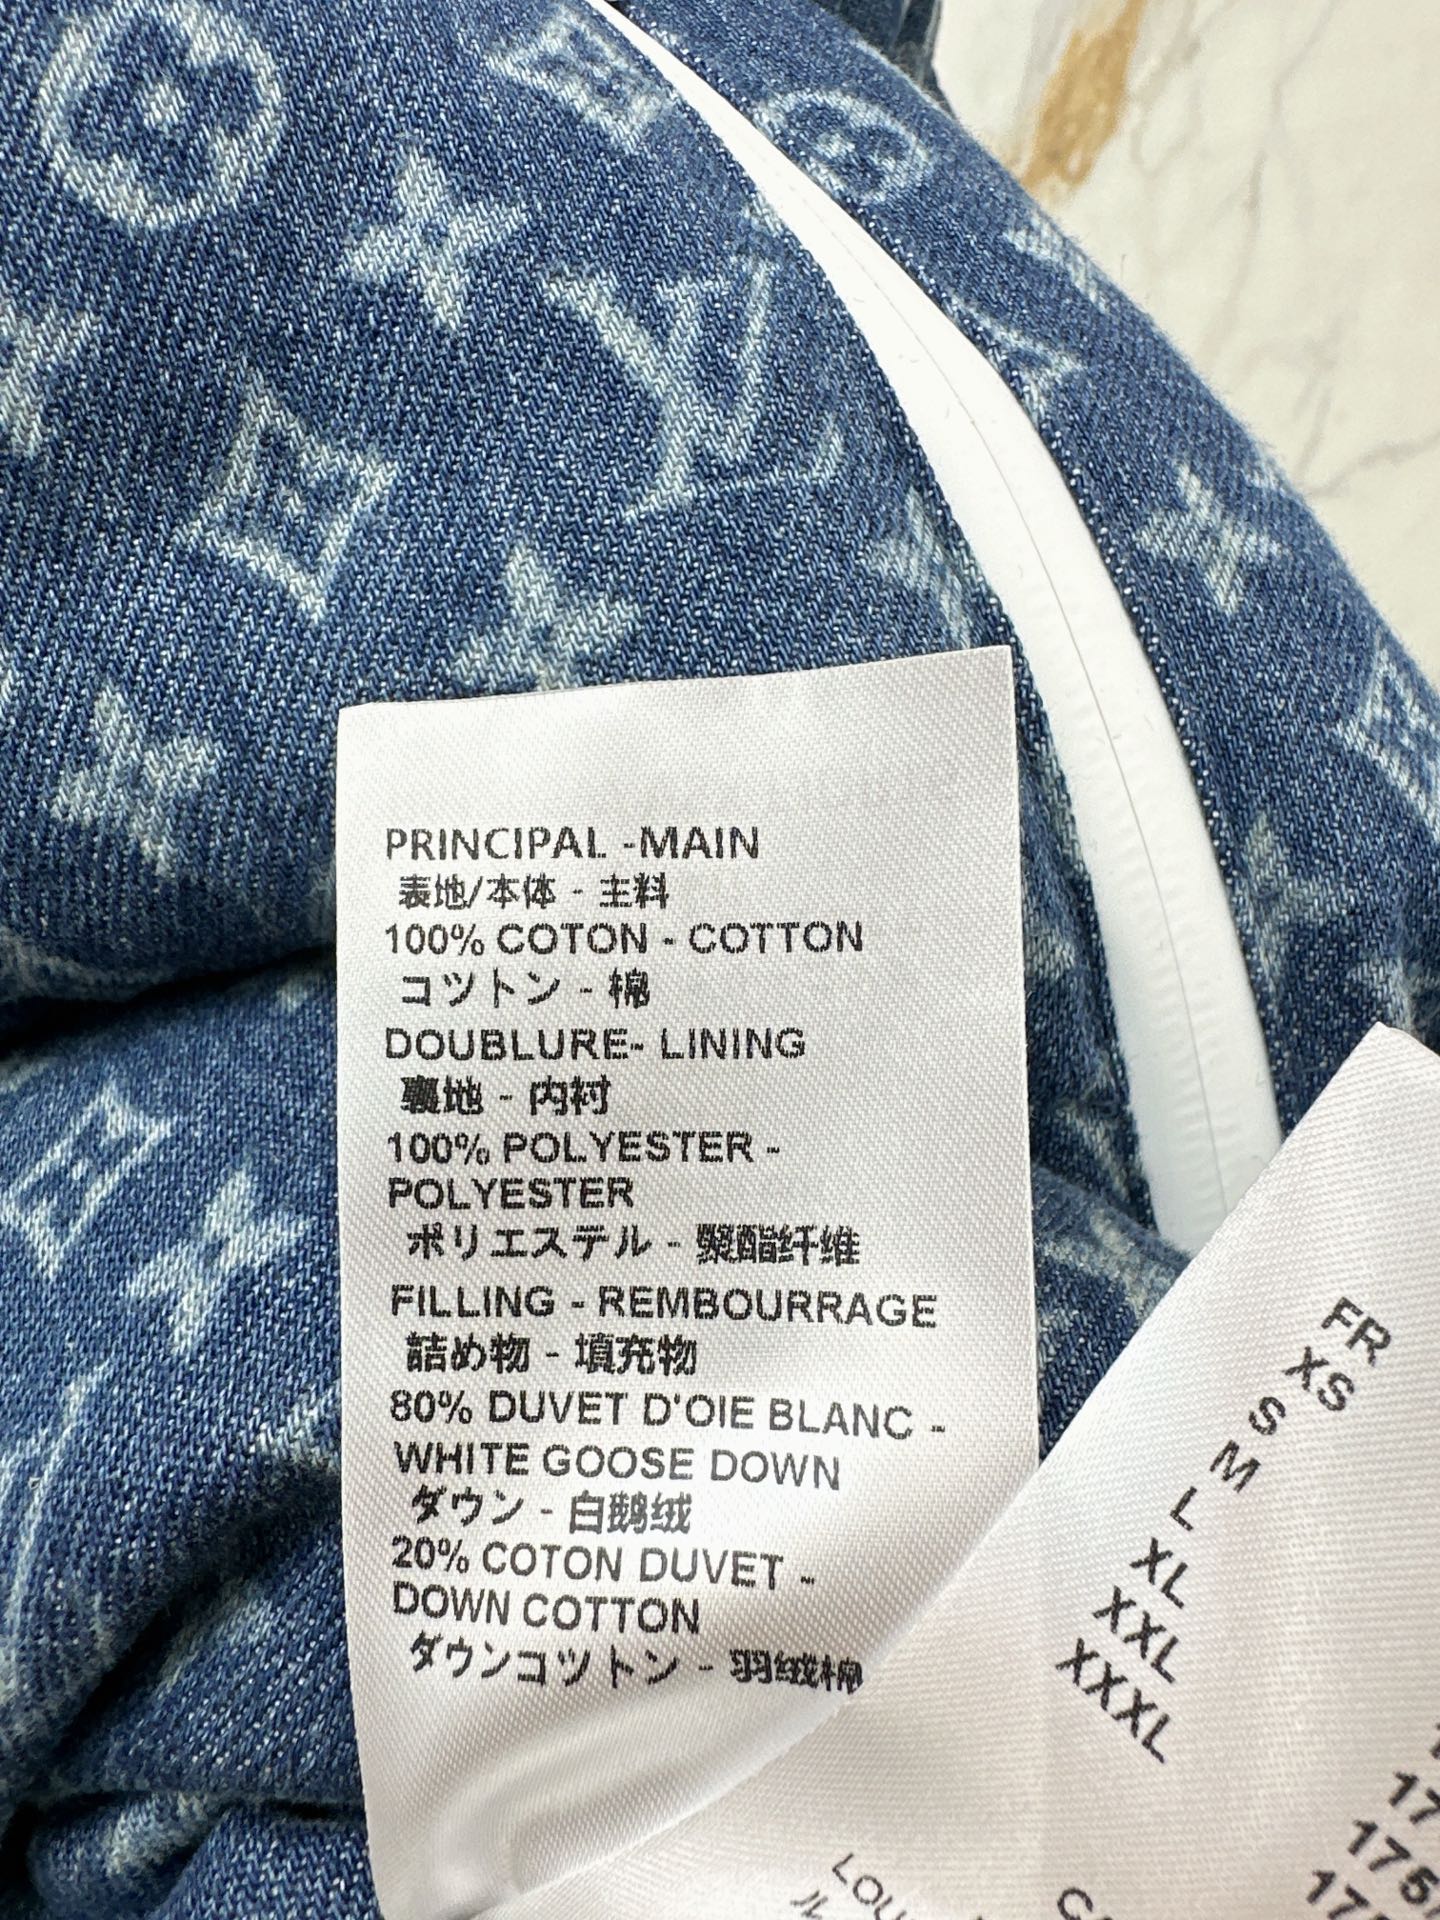 PRINCIPAL -MAIN
表地/本体 - 主料
100% COTON - COTTON
コットン - 棉
DOUBLURE- LINING
裏地 - 内衬
100% POLYESTER -
POLYESTER
ポリエステル - 聚酯纤维
FILLING - REMBOURRAGE
詰め物 - 填充物
80% DUVET D'OIE BLANC -
WHITE GOOSE DOWN
ダウン - 白鹅绒
20% COTON DUVET -
DOWN COTTON
ダウンコットン - 羽绒棉
FR
XS
S
M
L
XL
XXL
XXXL
LV